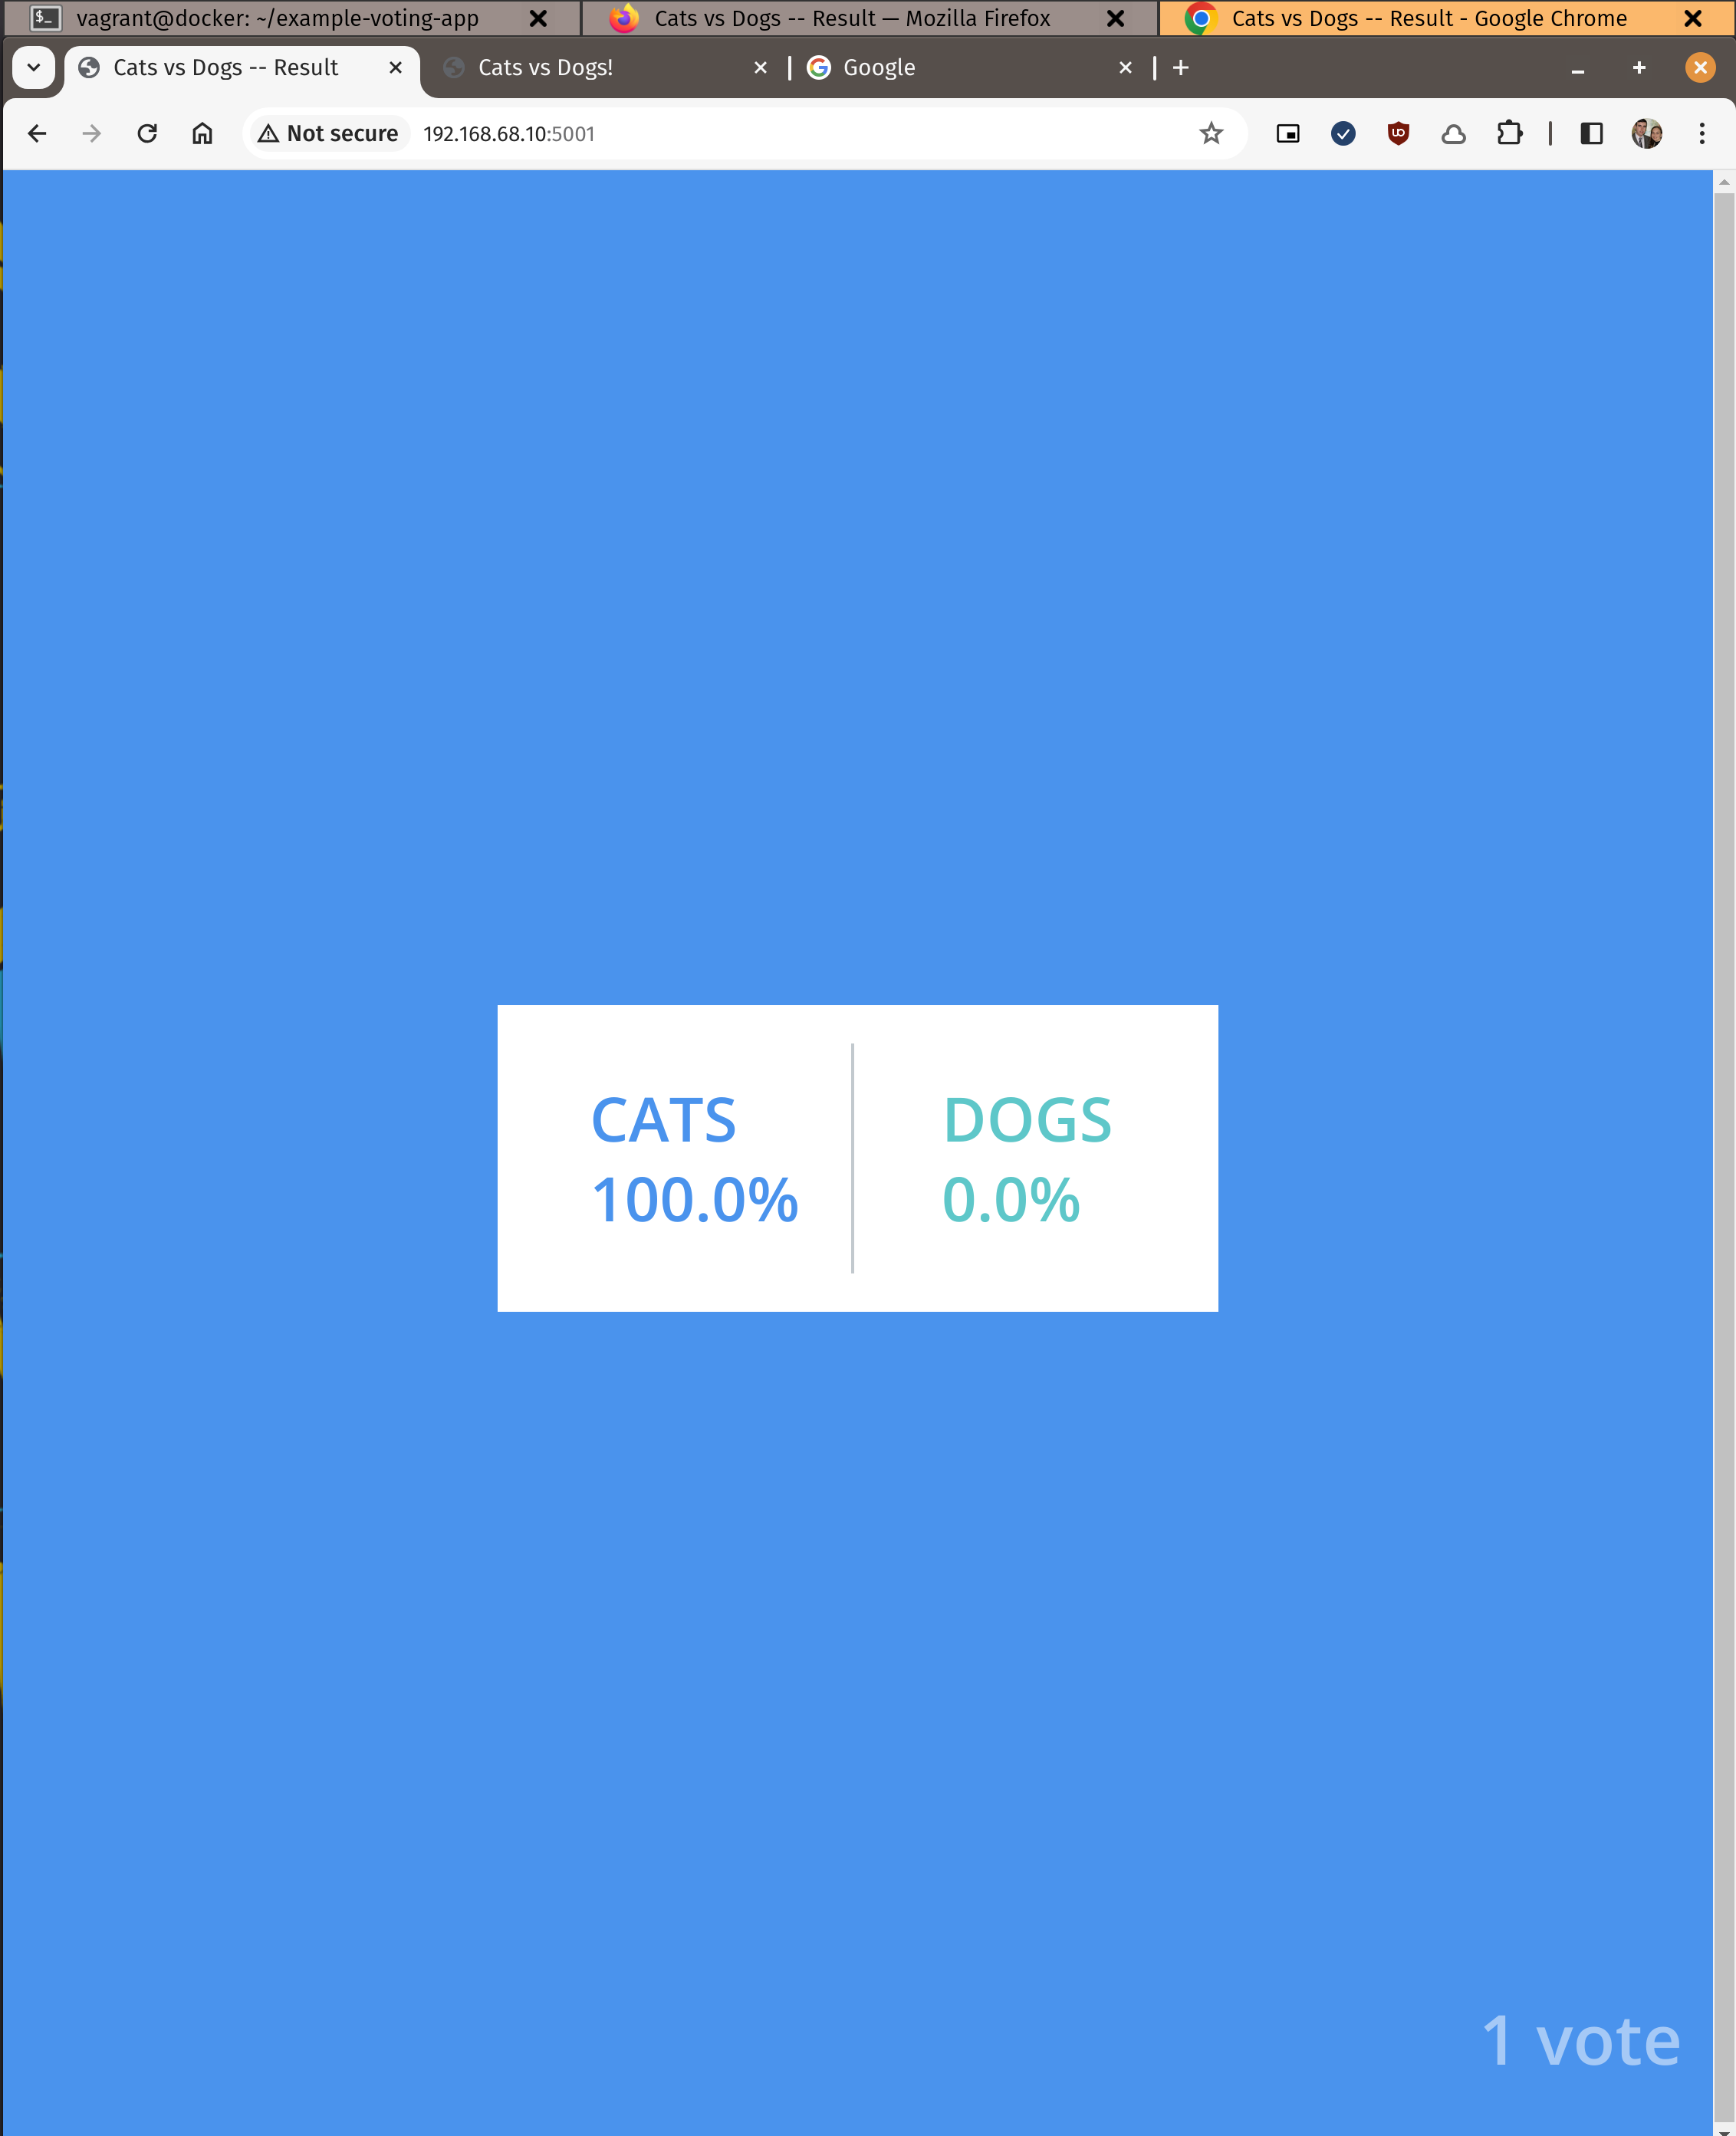 vagrant@docker: ~/example-voting-app
Cats vs Dogs -- Result — Mozilla Firefox
Cats vs Dogs -- Result - Google Chrome
Cats vs Dogs -- Result
Cats vs Dogs!
Google
Not secure
192.168.68.10:5001
CATS
100.0%
DOGS
0.0%
1 vote